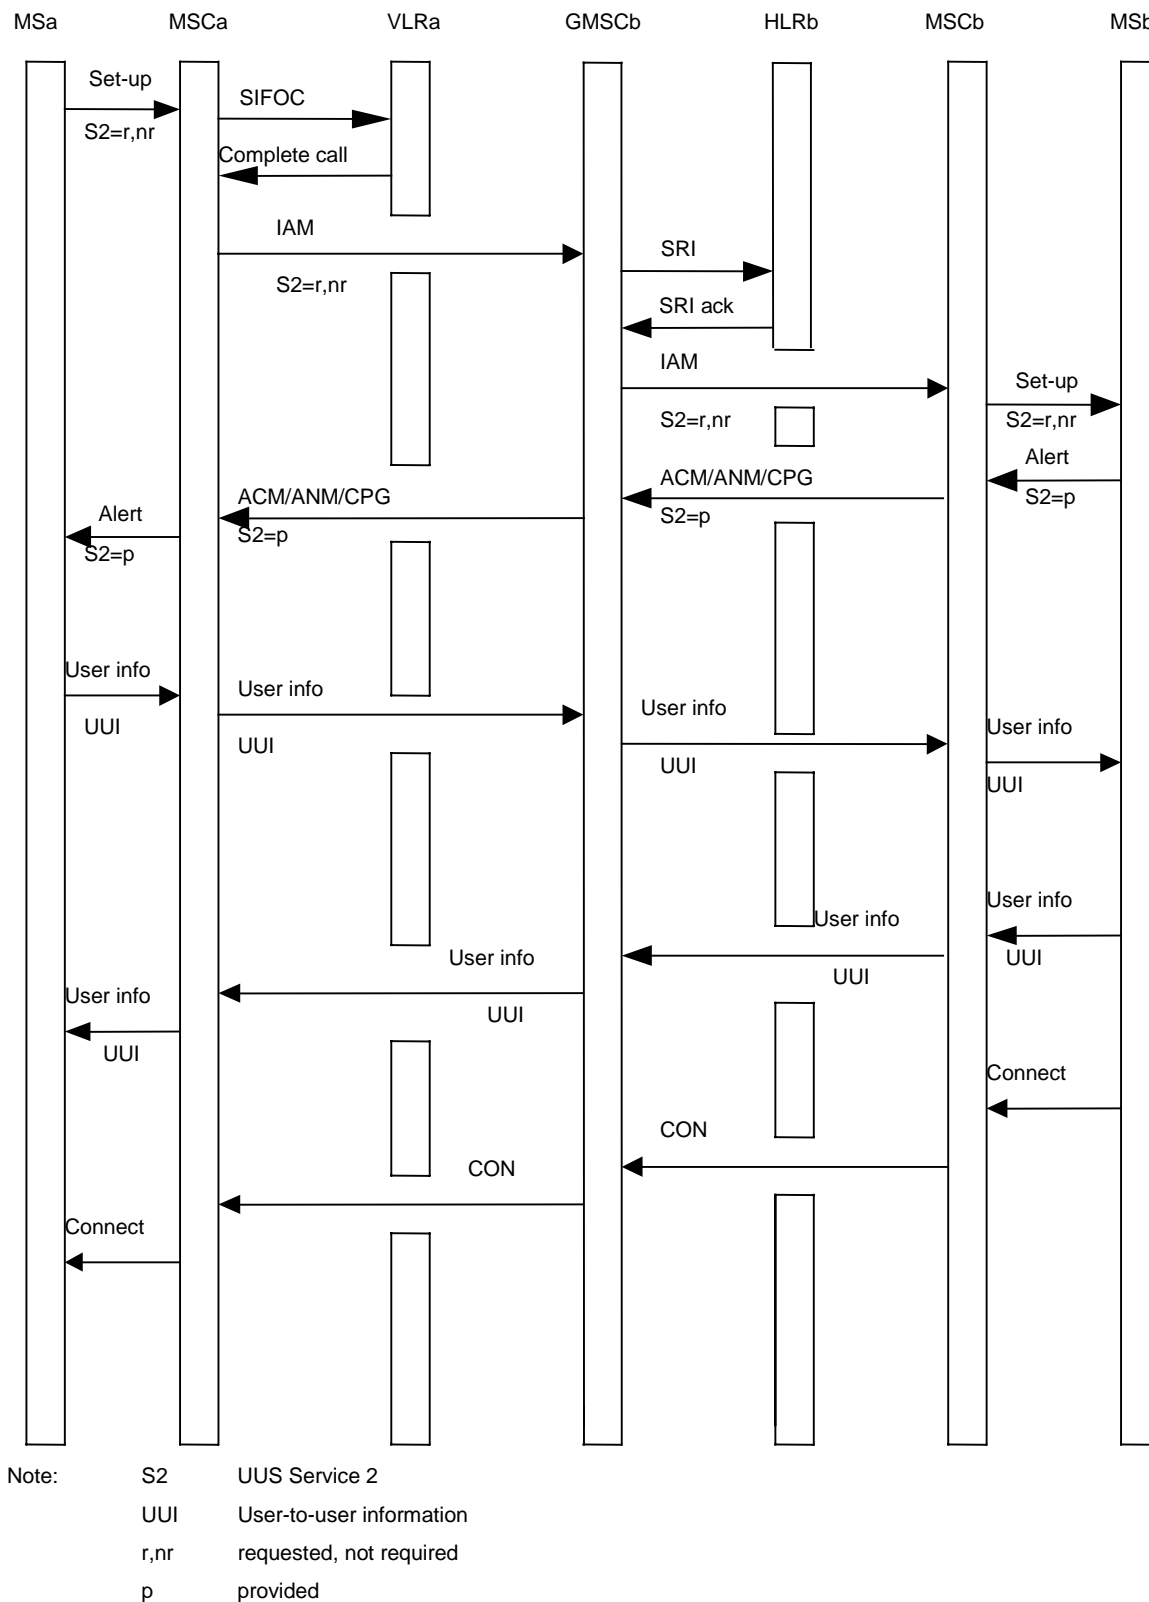 MSa MSCa VLRa GMSCb HLRb MSCb MSb
Set-up
S2=r,nr
SIFOC
Complete call
IAM
S2=r,nr
SRI
SRI ack
IAM
S2=r,nr
Set-up
S2=r,nr
Alert
S2=p
ACM/ANM/CPG
S2=p
ACM/ANM/CPG
S2=p
Alert
S2=p
User info
UUI
User info
UUI
User info
UUI
User info
UUI
User info
UUI
User info
UUI
User info
UUI
User info
UUI
Connect
CON
CON
Connect
Note: S2 UUS Service 2
UUI User-to-user information
r,nr requested, not required
p provided